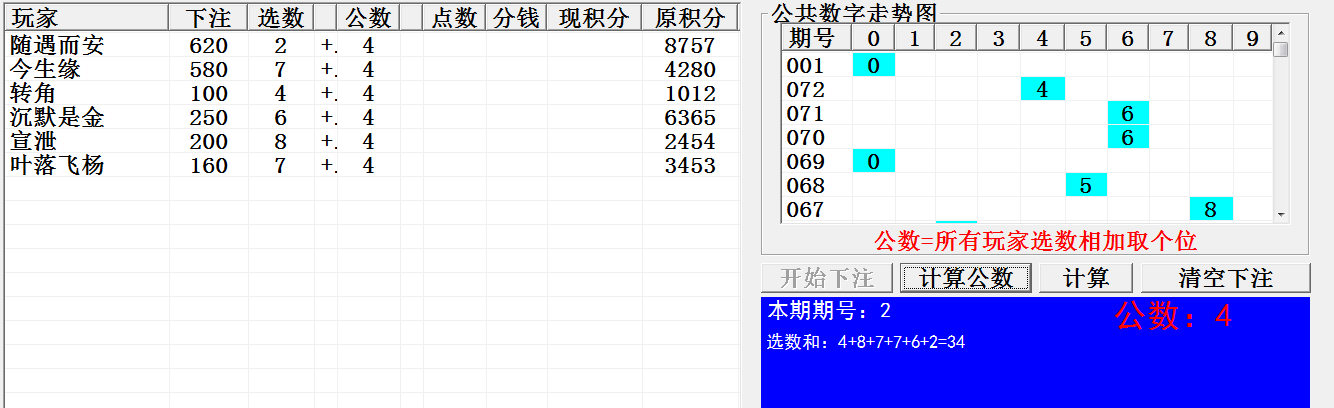 玩家 下注 选数 公数 点数 分钱 现积分 原积分
随遇而安 620 2 +. 4 8757
今生缘 580 7 +. 4 4280
转角 100 4 +. 4 1012
沉默是金 250 6 +. 4 6365
宣泄 200 8 +. 4 2454
叶落飞杨 160 7 +. 4 3453
公共数字走势图
期号 0 1 2 3 4 5 6 7 8 9
001 0
072 4
071 6
070 6
069 0
068 5
067 8
公数=所有玩家选数相加取个位
开始下注 计算公数 计算 清空下注
本期期号：2 公数：4
选数和：4+8+7+7+6+2=34